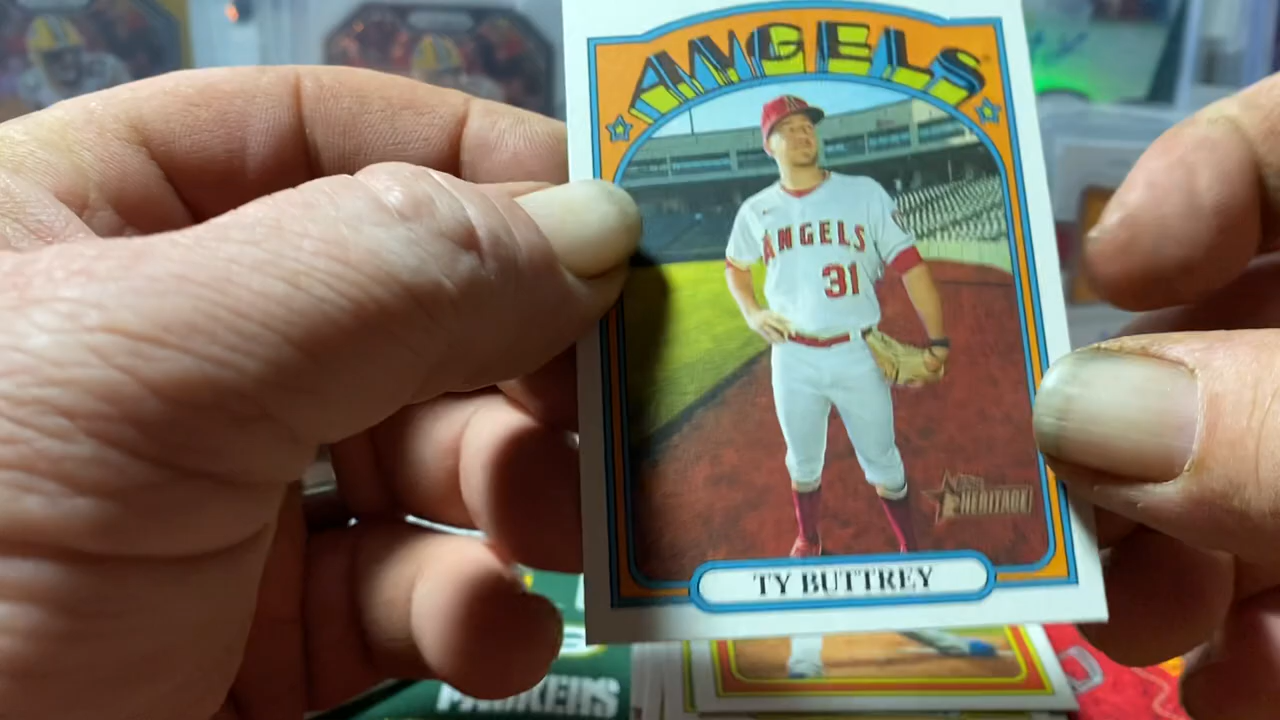 ANGELS
ANGELS
31
HERITAGE
TY BUTTREY
PACKERS